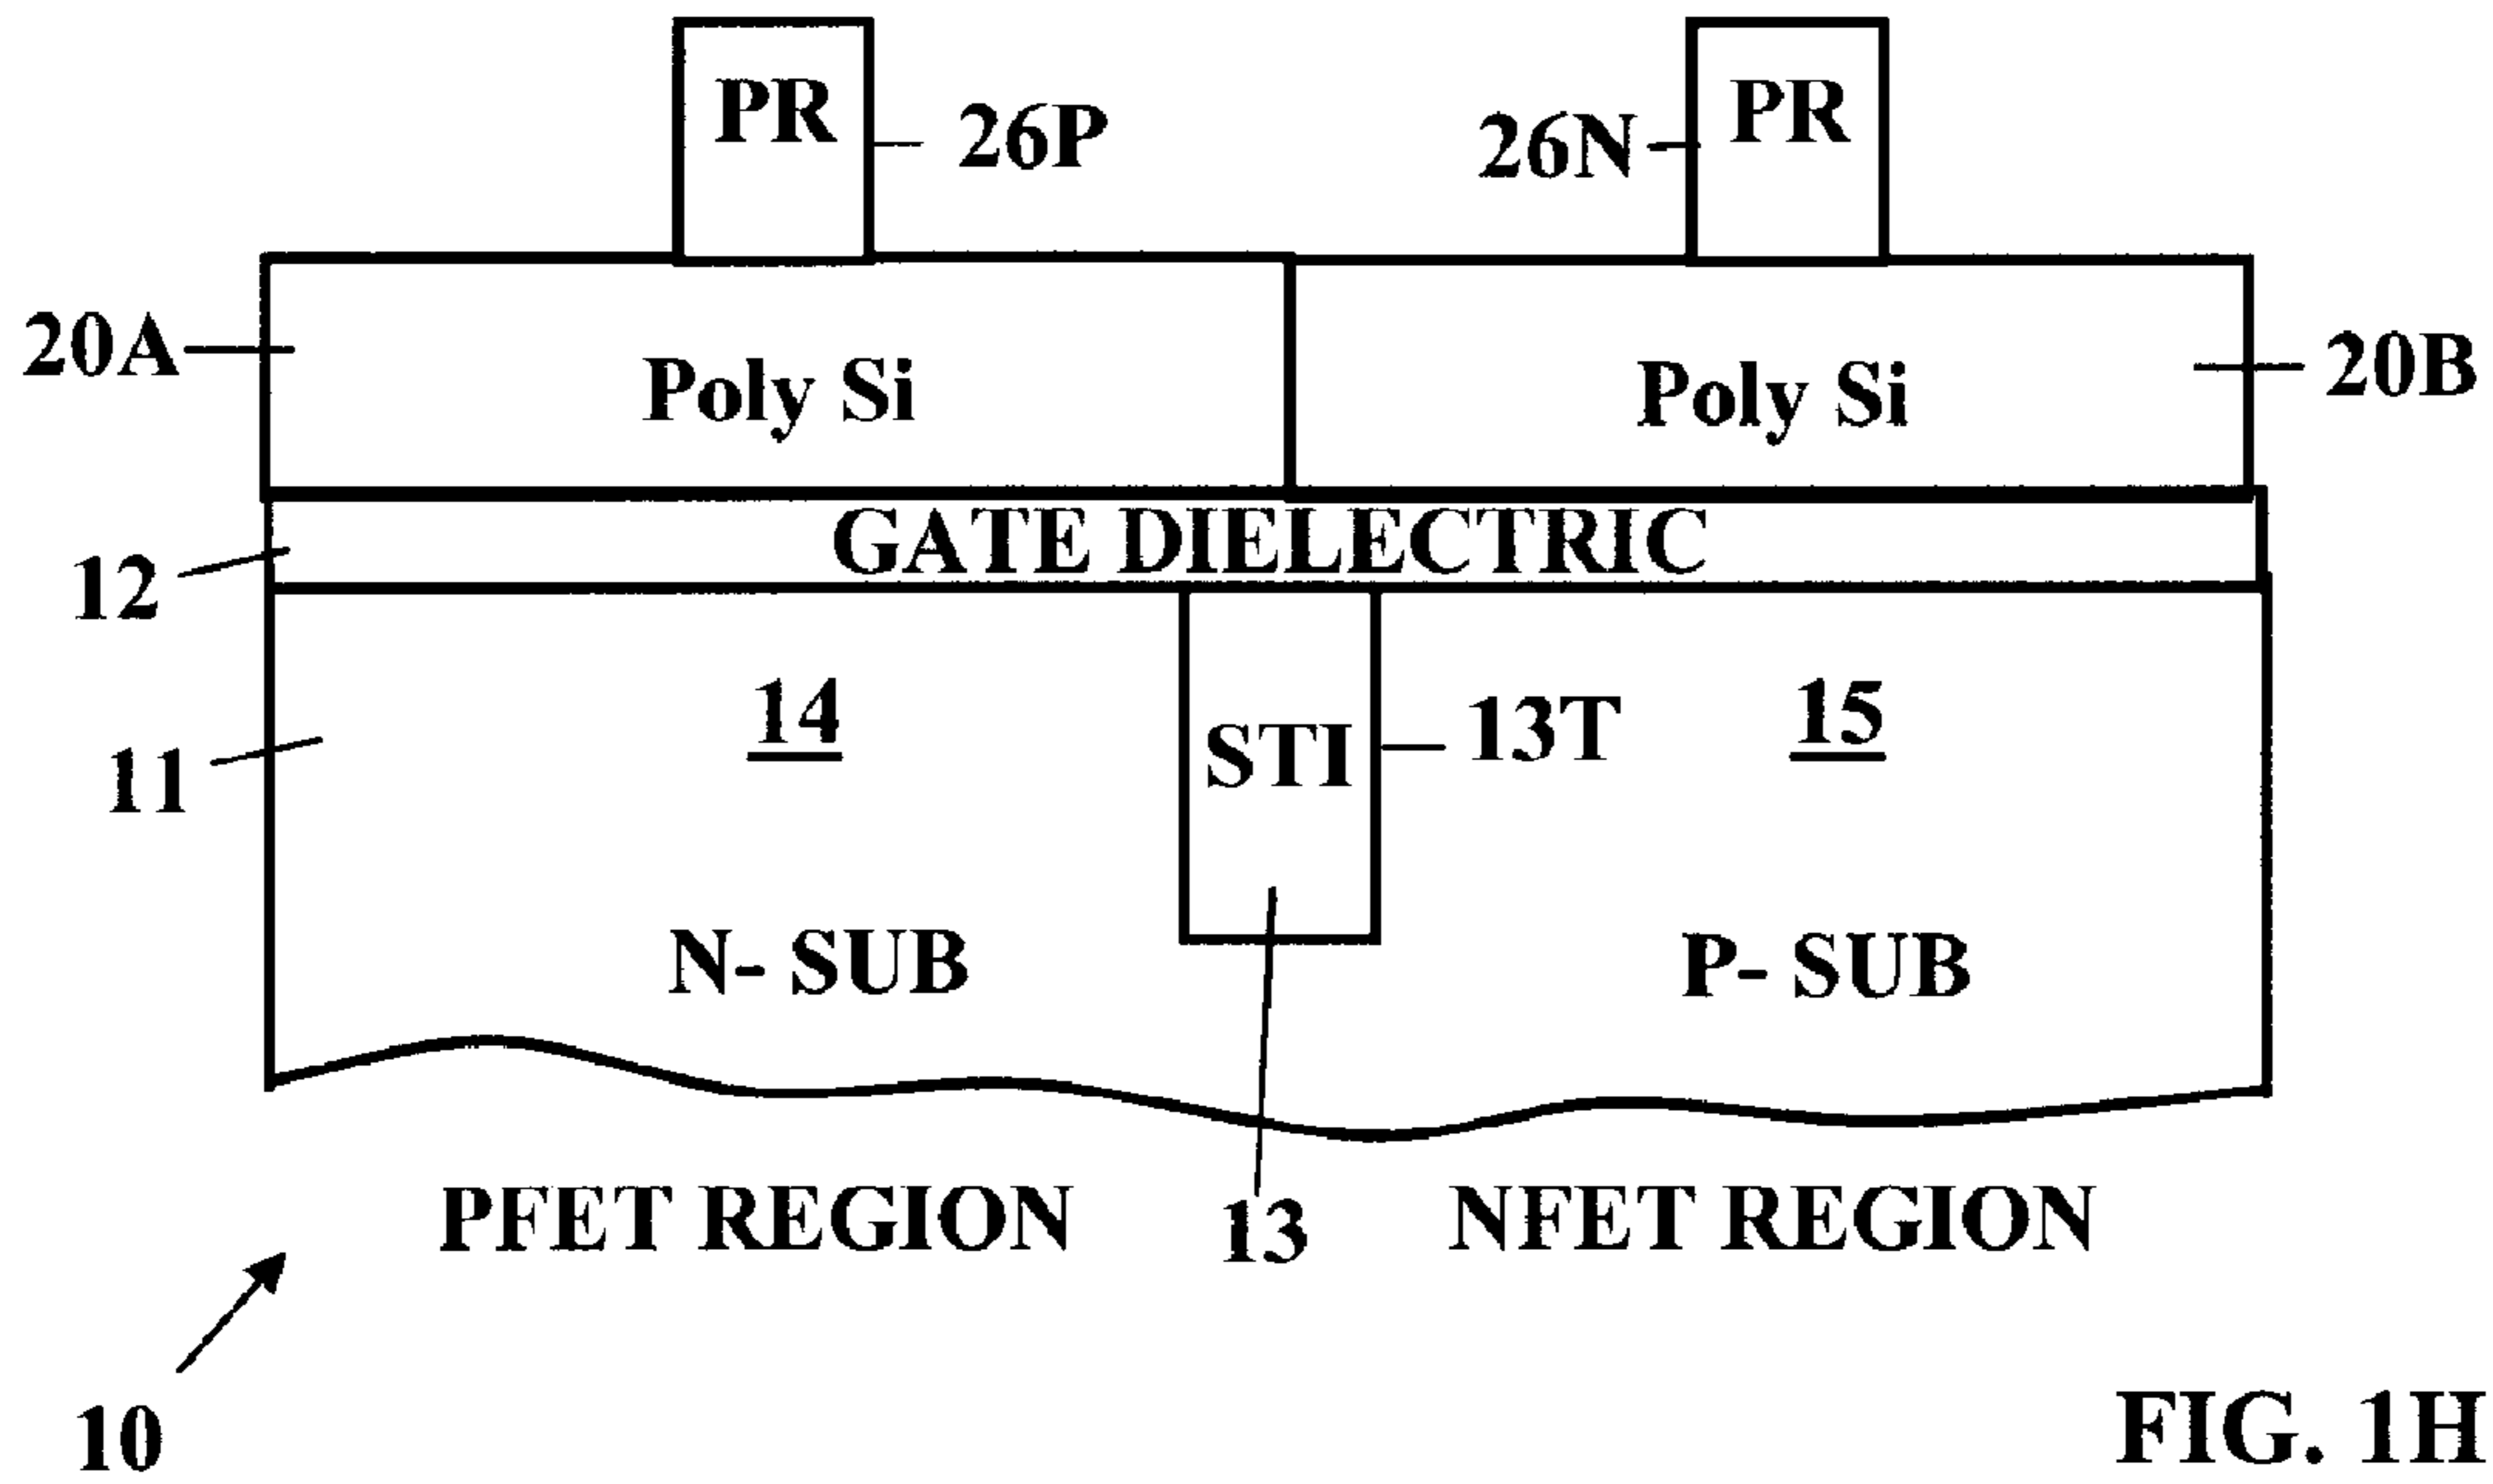 PR
PR
26P
26N
20A
Poly Si
Poly Si
20B
GATE DIELECTRIC
12
14
13T
15
STI
11
N- SUB
P- SUB
PFET REGION
13
NFET REGION
10
FIG. 1H